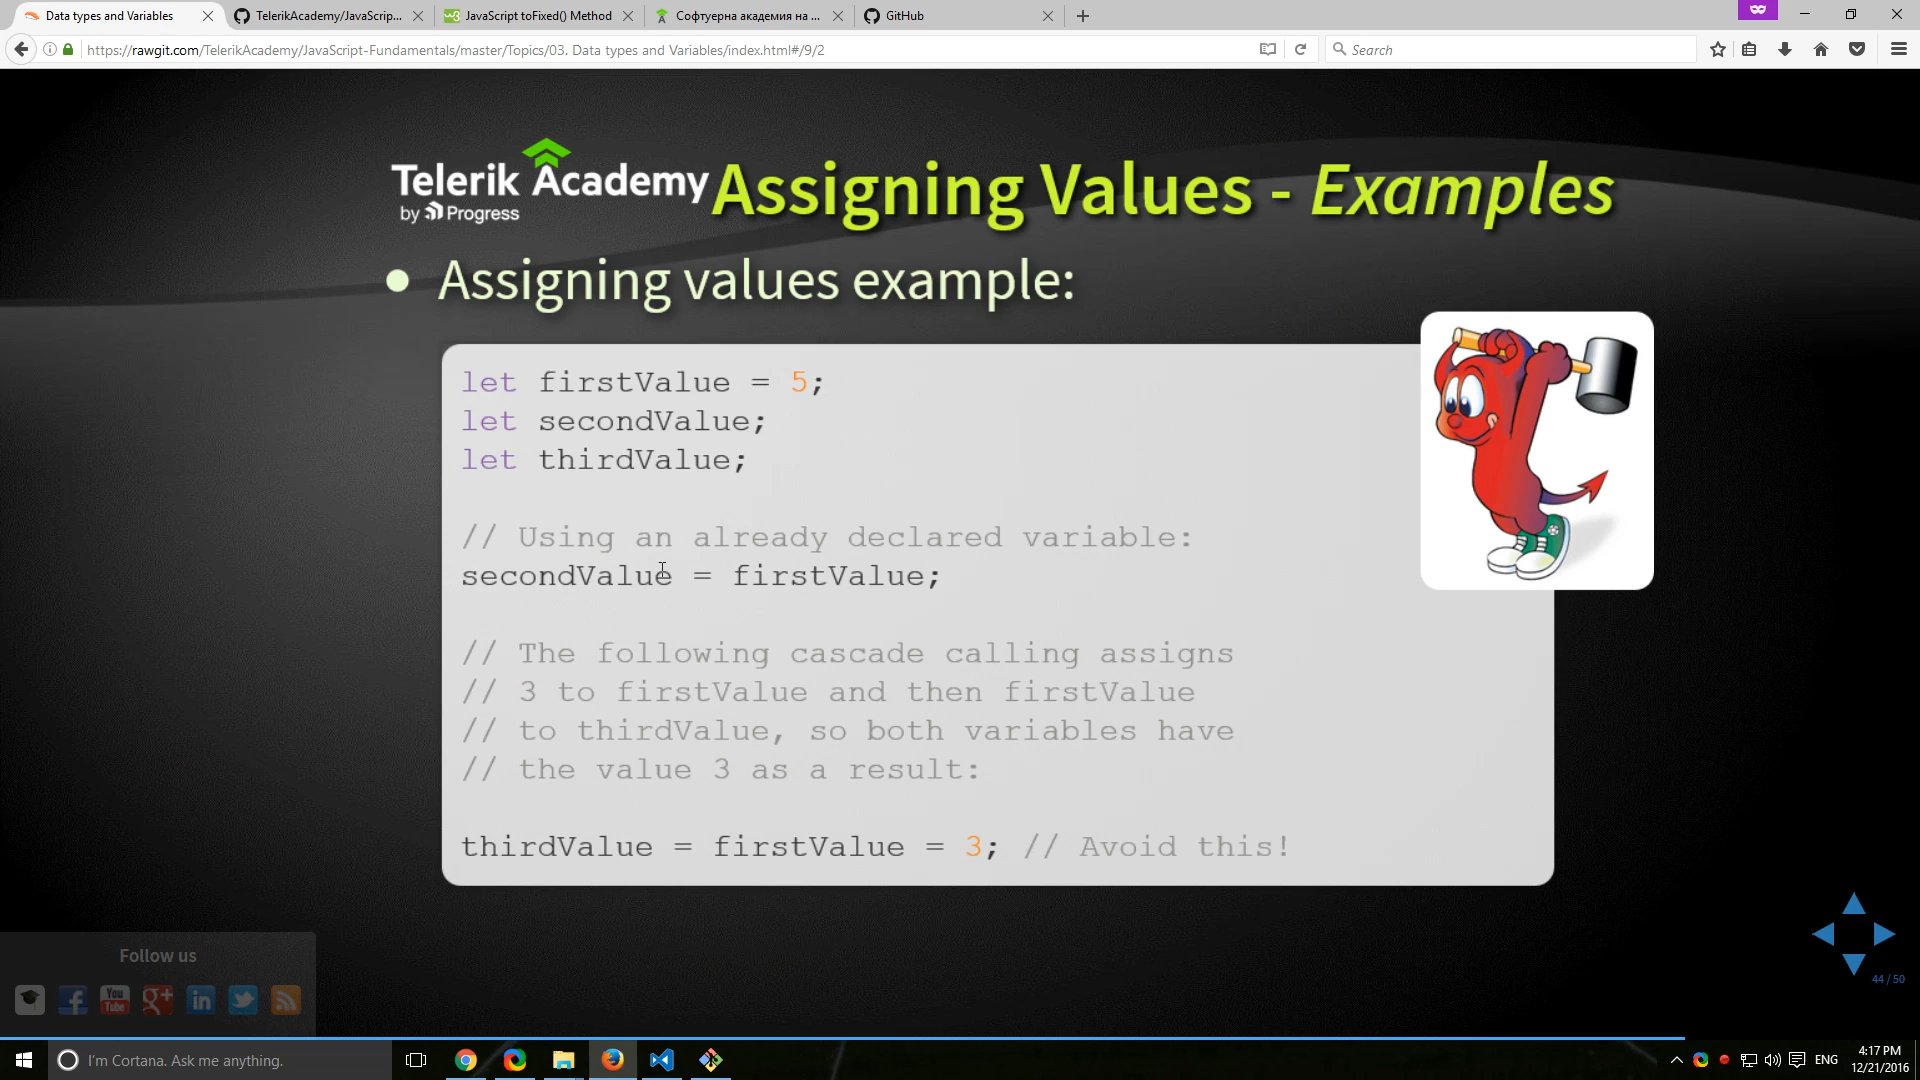 Data types and Variables
TelerikAcademy/JavaScrip...
JavaScript toFixed() Method
Софтуерна академия на ...
GitHub
https://rawgit.com/TelerikAcademy/JavaScript-Fundamentals/master/Topics/03. Data types and Variables/index.html#/9/2
Search
Telerik Academy
by Progress
Assigning Values - Examples
Assigning values example:
let firstValue = 5;
let secondValue;
let thirdValue;
// Using an already declared variable:
secondValue = firstValue;
// The following cascade calling assigns
// 3 to firstValue and then firstValue
// to thirdValue, so both variables have
// the value 3 as a result:
thirdValue = firstValue = 3; // Avoid this!
44 / 50
Follow us
You
Tube
g+
in
I'm Cortana. Ask me anything.
ENG
4:17 PM
12/21/2016